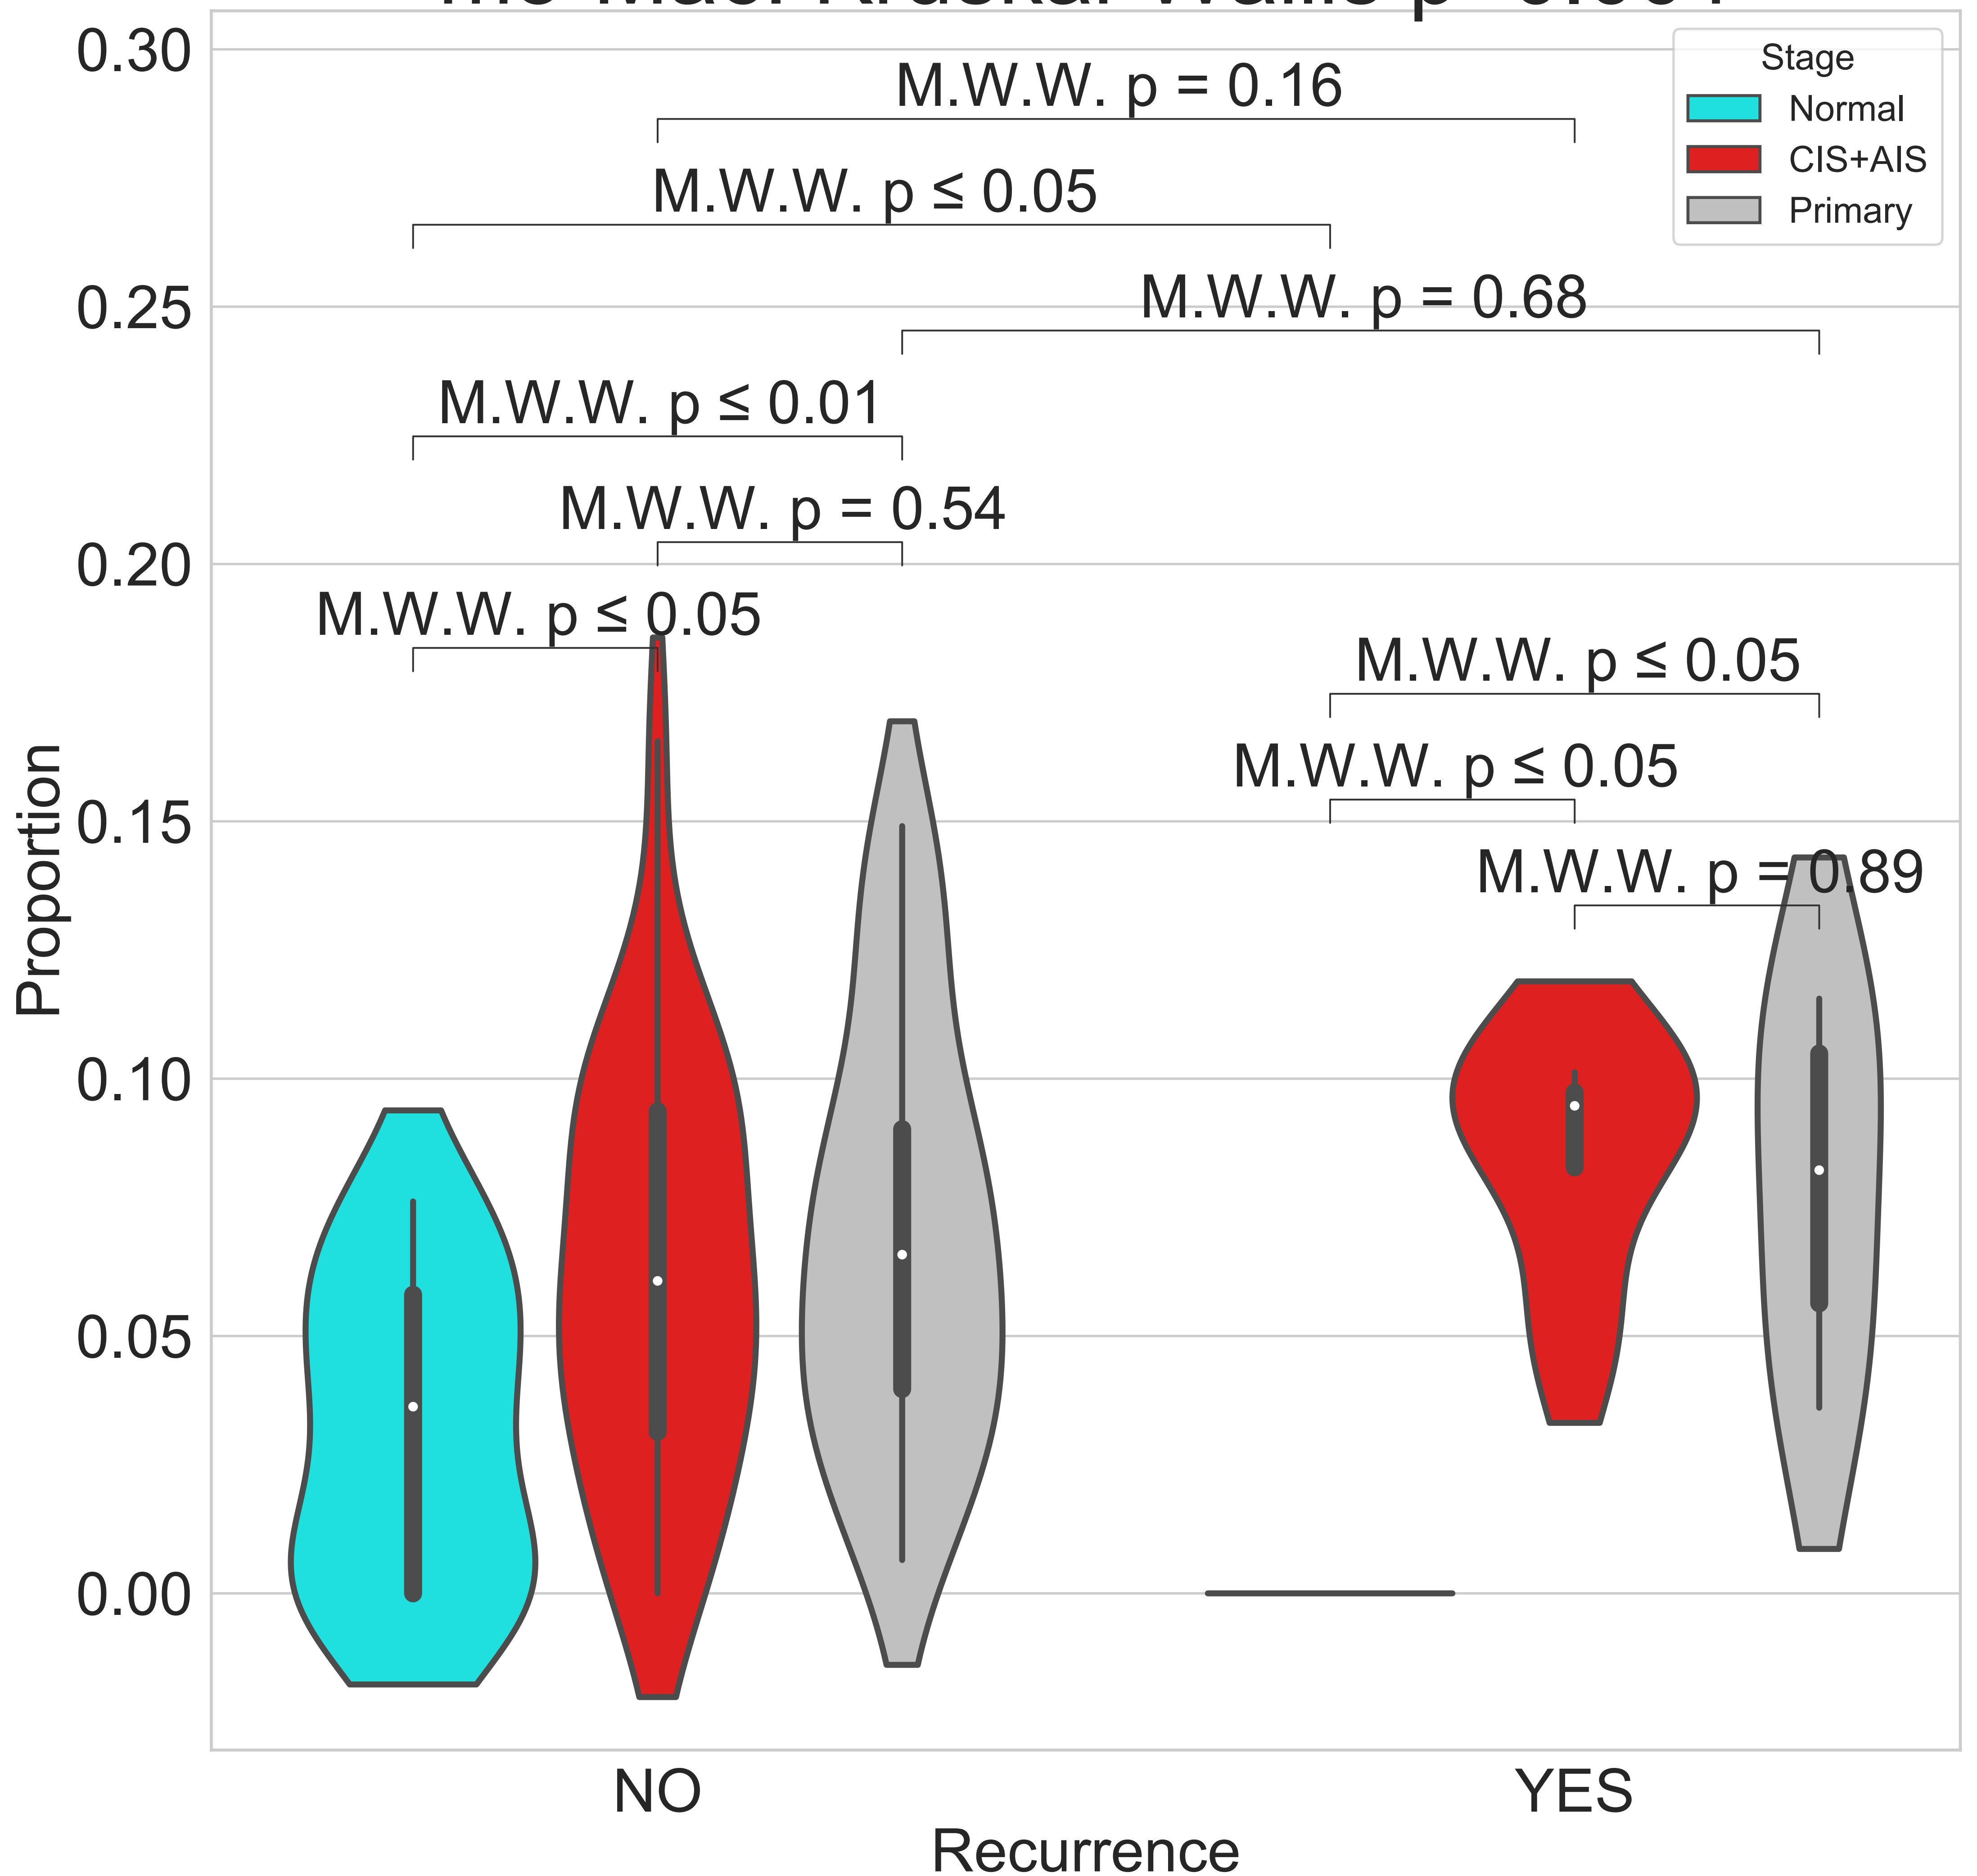 0.30
0.25
0.20
0.15
0.10
0.05
0.00
Proportion
M.W.W. p = 0.16
M.W.W. p ≤ 0.05
M.W.W. p = 0.68
M.W.W. p ≤ 0.01
M.W.W. p = 0.54
M.W.W. p ≤ 0.05
M.W.W. p ≤ 0.05
M.W.W. p ≤ 0.05
M.W.W. p = 0.89
Stage
Normal
CIS+AIS
Primary
NO
YES
Recurrence